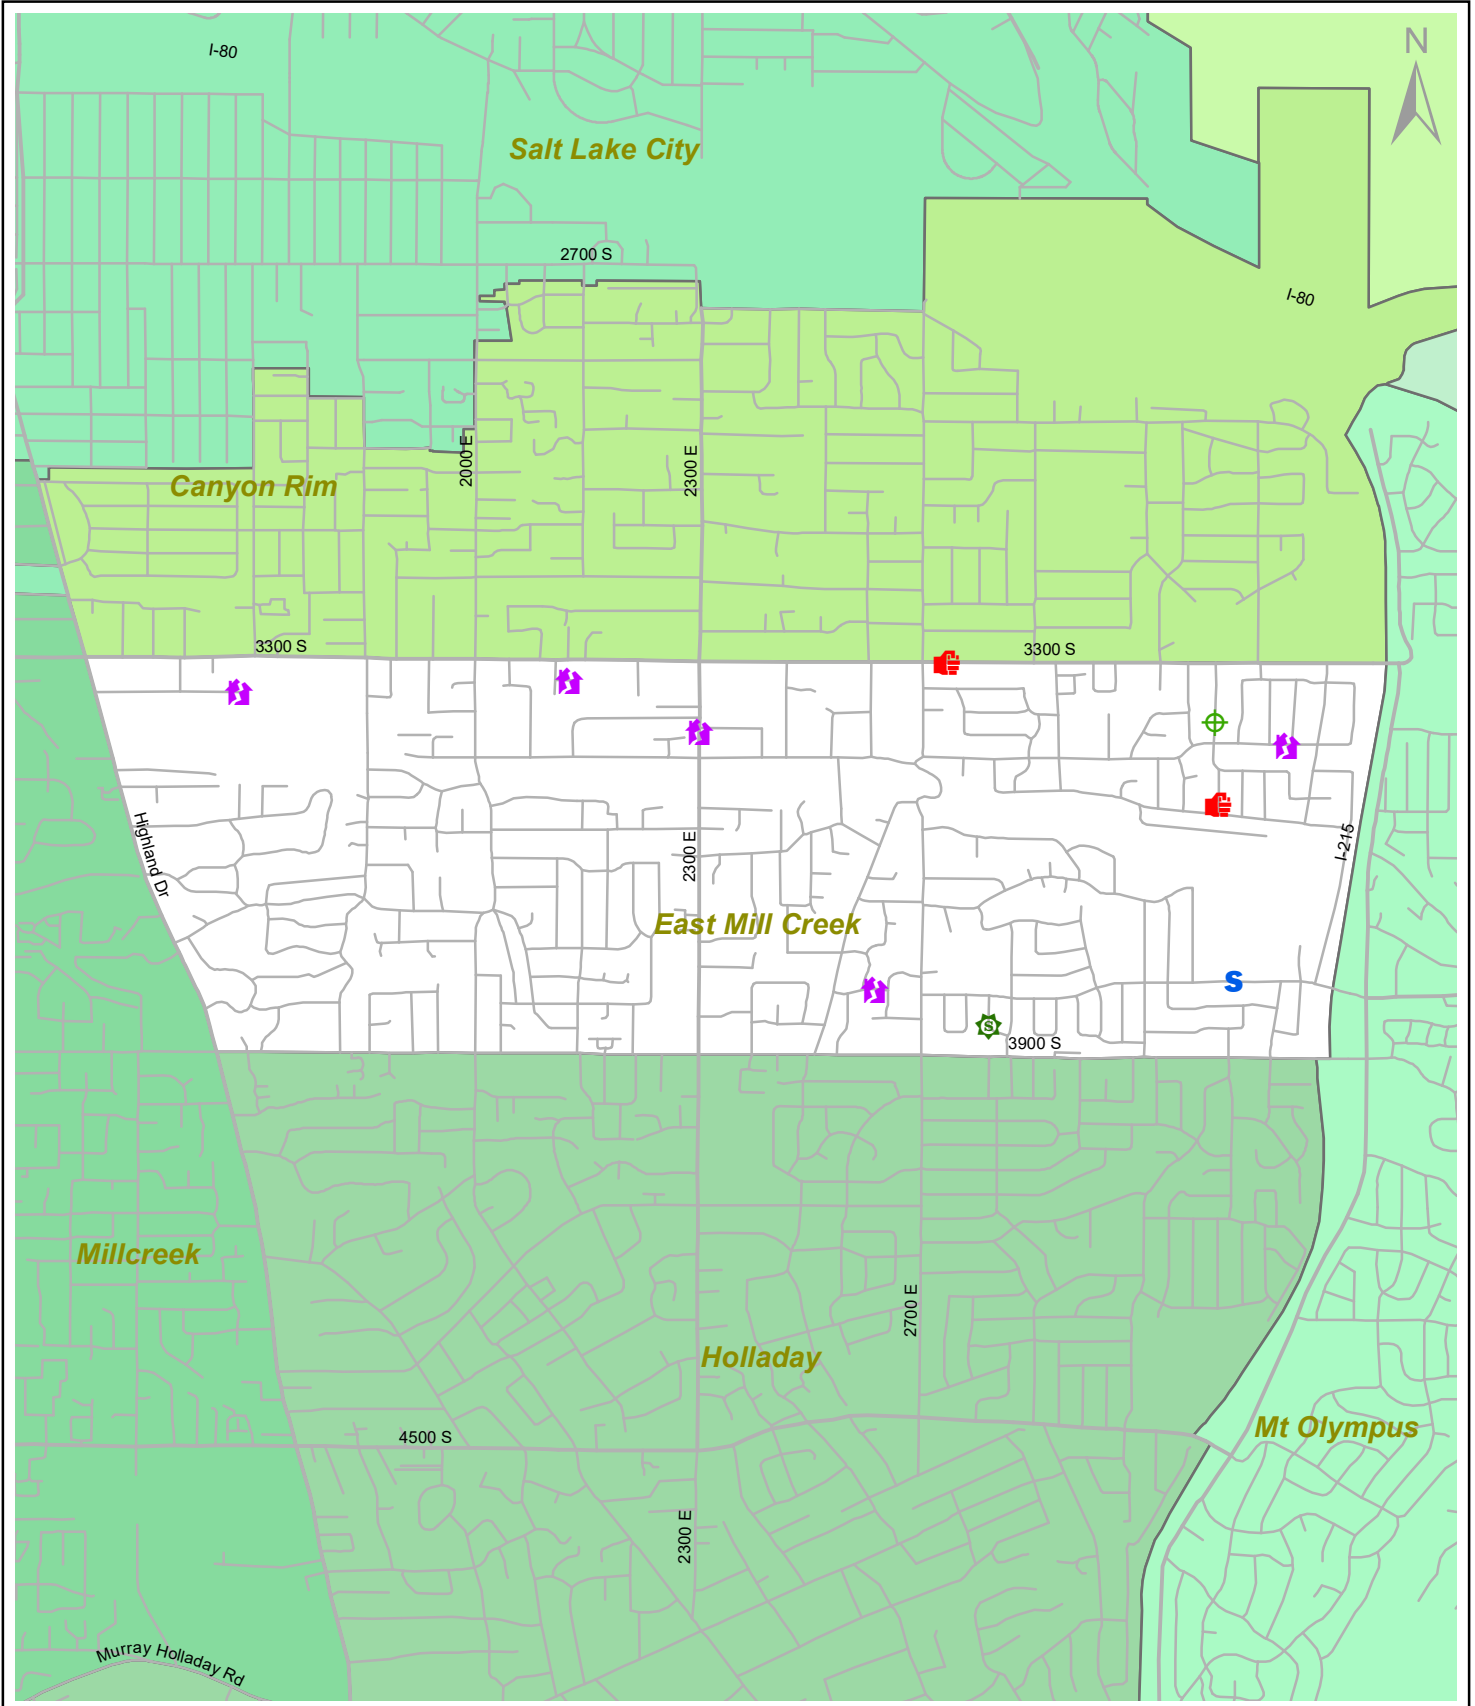 N
I-80
Salt Lake City
2700 S
I-80
2000 E
2300 E
Canyon Rim
3300 S
3300 S
Highland Dr
2300 E
I-215
East Mill Creek
S
S
3900 S
Millcreek
2700 E
Holladay
4500 S
Mt Olympus
2300 E
Murray Holladay Rd